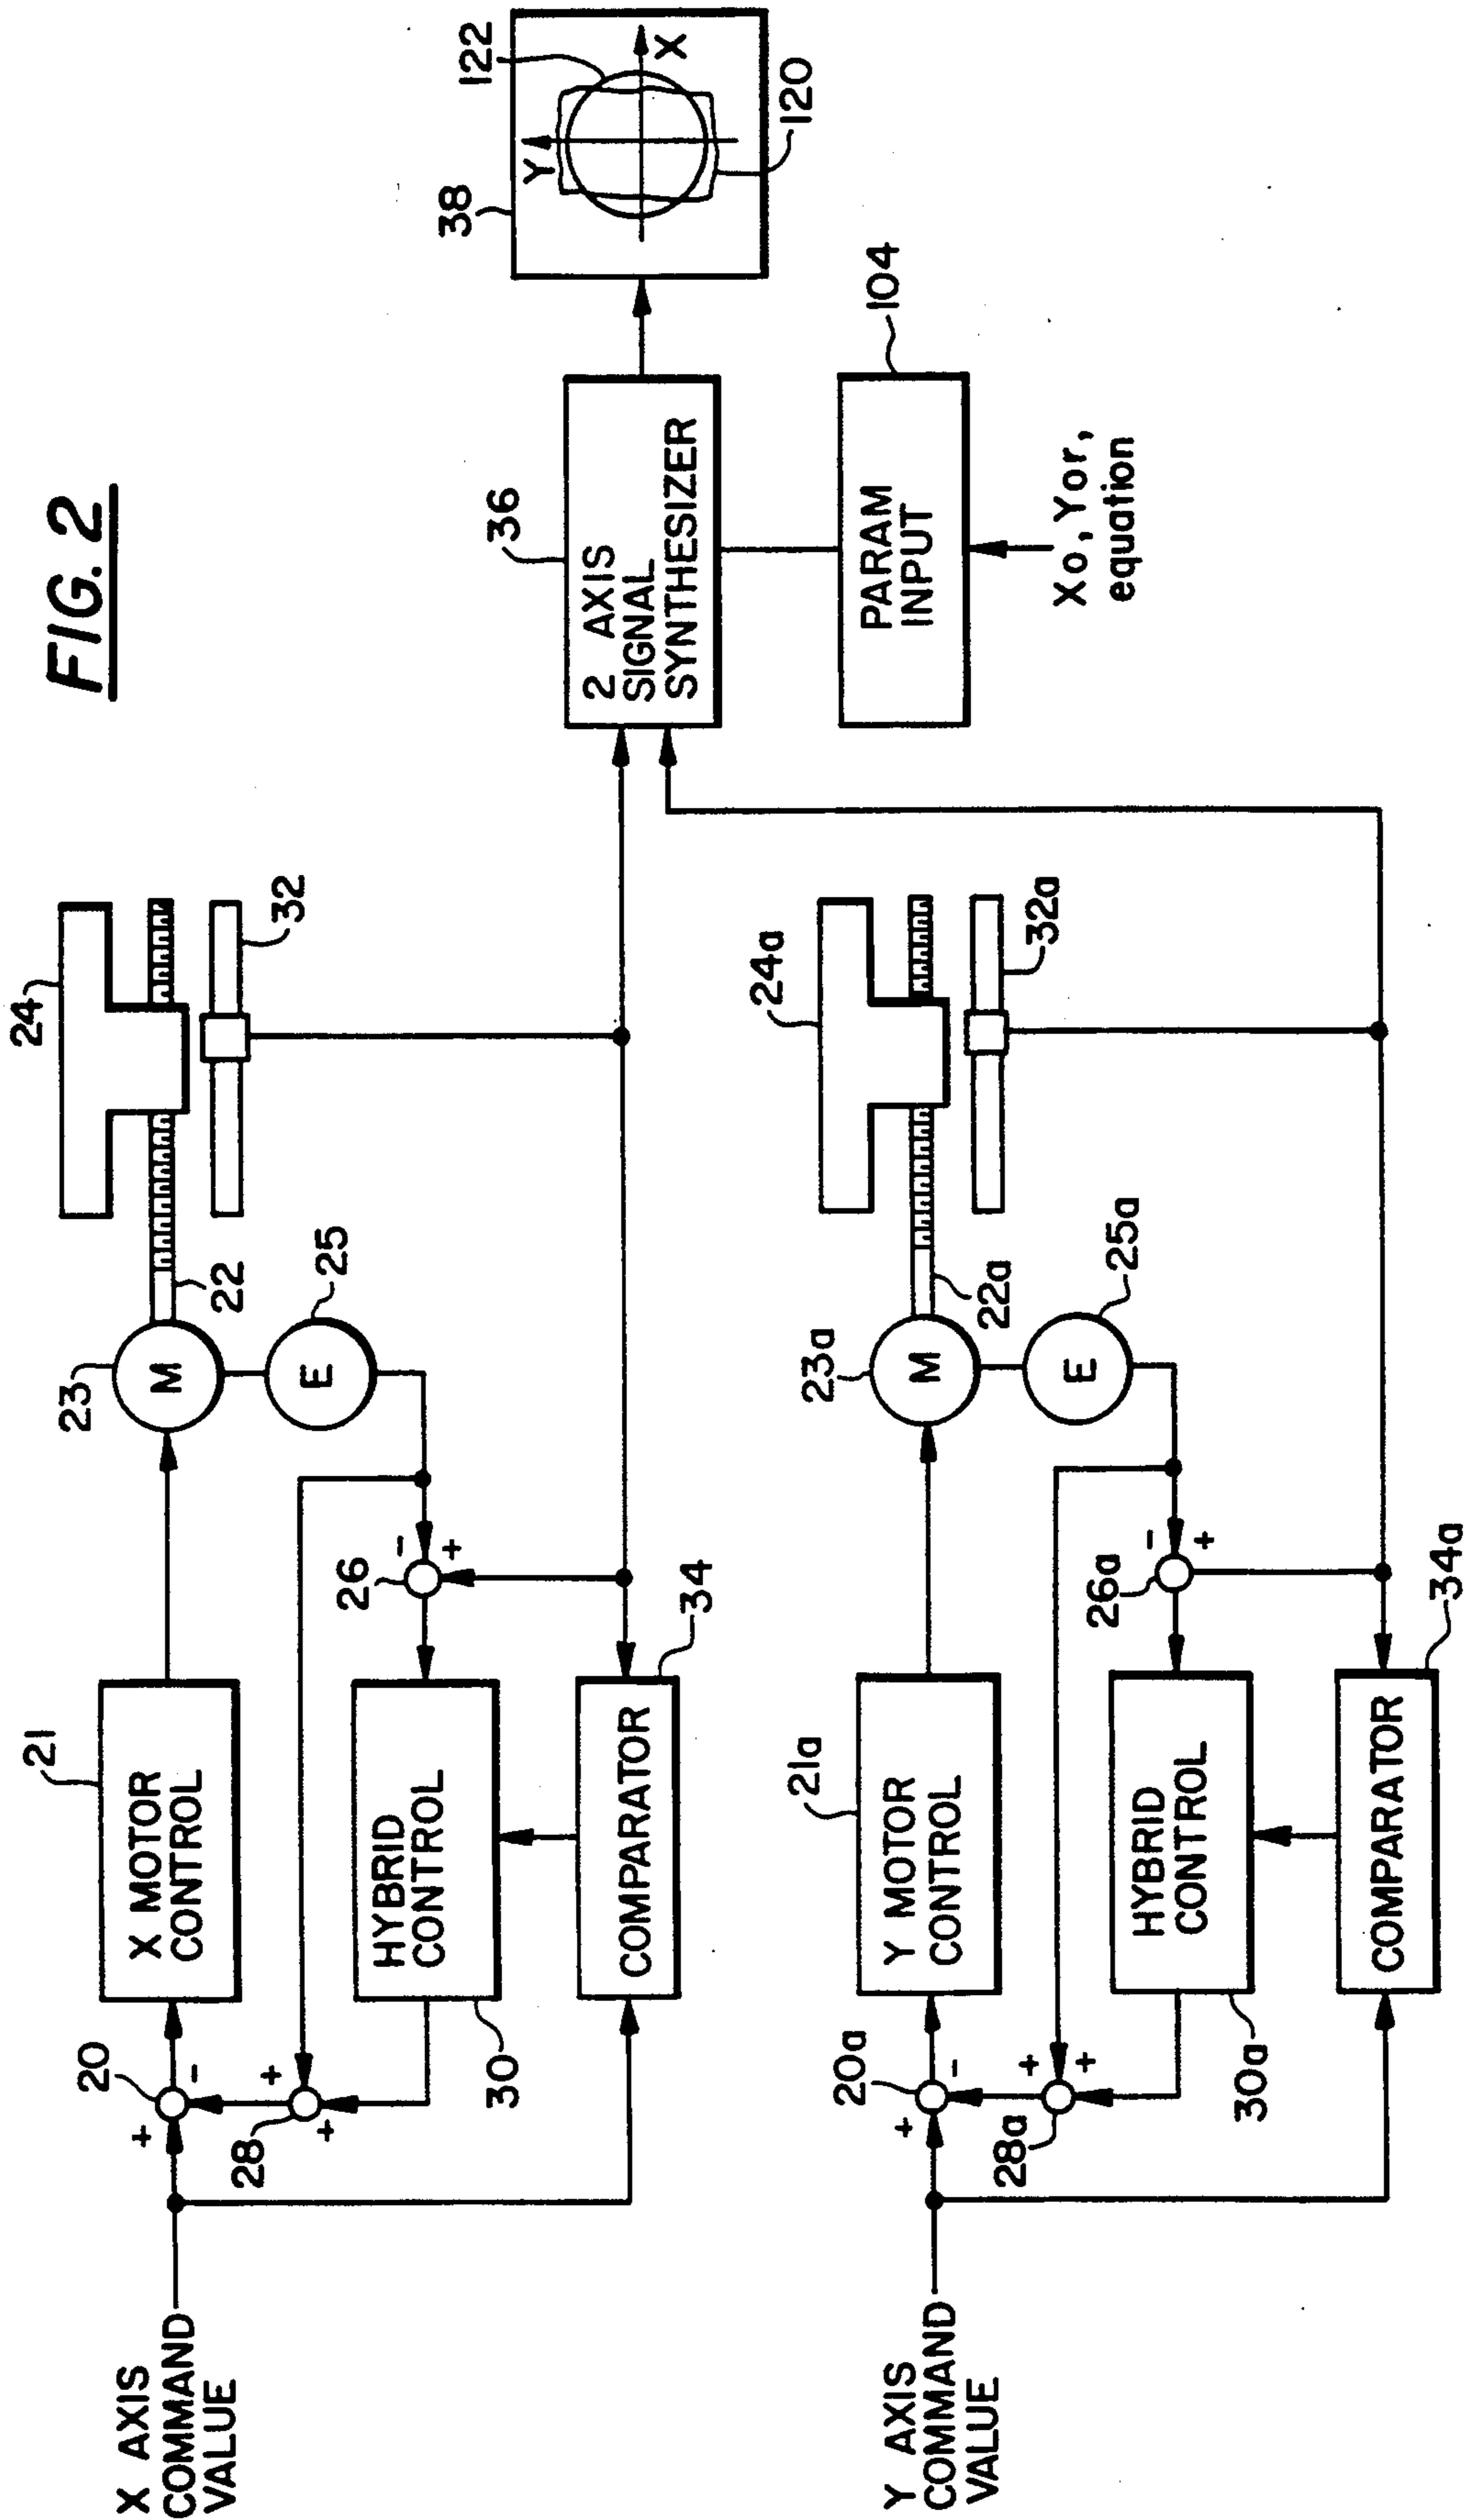 FIG. 2
24
32
23
M
22
E
25
21
X MOTOR
CONTROL
20
+
-
28
+
+
HYBRID
CONTROL
30
26
-
+
COMPARATOR
34
X AXIS
COMMAND
VALUE
36
2 AXIS
SIGNAL
SYNTHESIZER
38
Y
X
122
120
104
PARAM
INPUT
Xo, Yor,
equation
24a
32a
23a
M
22a
E
25a
21a
Y MOTOR
CONTROL
20a
+
-
28a
+
+
HYBRID
CONTROL
30a
26a
-
+
COMPARATOR
34a
Y AXIS
COMMAND
VALUE